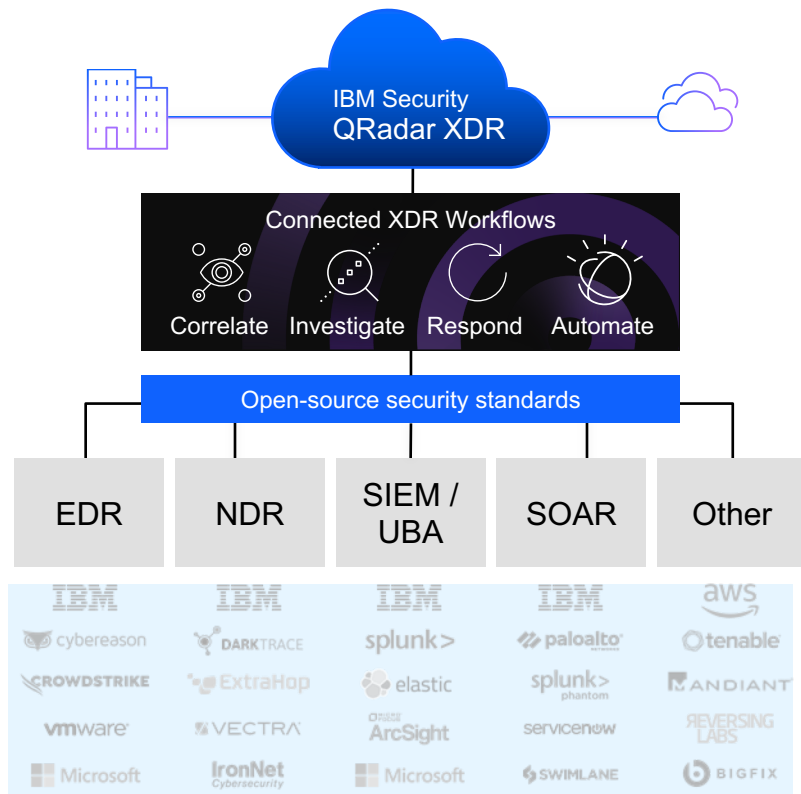 IBM Security
QRadar XDR
Connected XDR Workflows
Correlate Investigate Respond Automate
Open-source security standards
EDR NDR SIEM / UBA SOAR Other
IBM IBM IBM IBM aws
cybereason DARKTRACE splunk> paloalto NETWORKS tenable
CROWDSTRIKE ExtraHop elastic splunk> phantom MANDIANT
vmware VECTRA ArcSight servicenow REVERSING LABS
Microsoft IronNet Cybersecurity Microsoft SWIMLANE BIGFIX